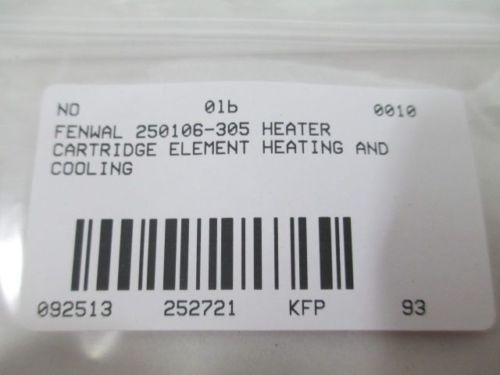 NO 01b 0010
FENWAL 250106-305 HEATER
CARTRIDGE ELEMENT HEATING AND
COOLING
092513 252721 KFP 93